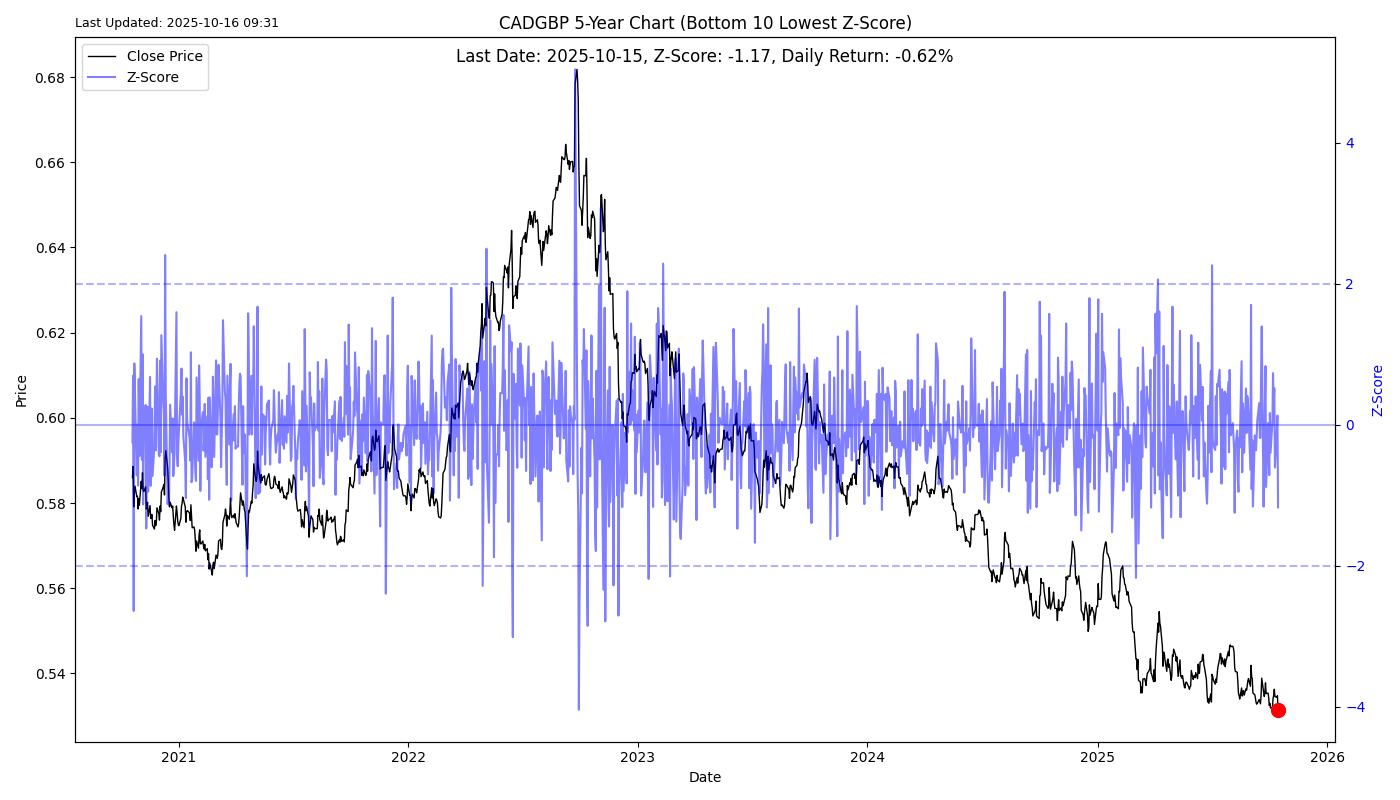 Last Updated: 2025-10-16 09:31
CADGBP 5-Year Chart (Bottom 10 Lowest Z-Score)
Last Date: 2025-10-15, Z-Score: -1.17, Daily Return: -0.62%
Close Price
Z-Score
0.68
0.66
0.64
0.62
0.60
0.58
0.56
0.54
Price
4
2
0
−2
−4
Z-Score
2021
2022
2023
2024
2025
2026
Date